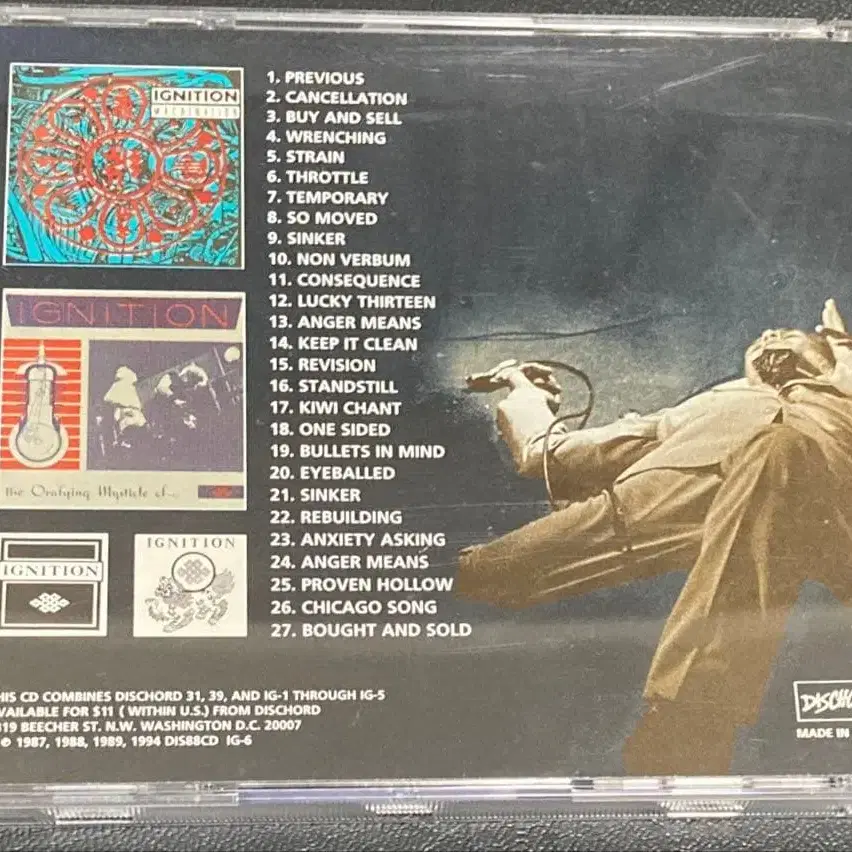 IGNITION
MACHINATION
1. PREVIOUS
2. CANCELLATION
3. BUY AND SELL
4. WRENCHING
5. STRAIN
6. THROTTLE
7. TEMPORARY
8. SO MOVED
9. SINKER
10. NON VERBUM
11. CONSEQUENCE
12. LUCKY THIRTEEN
13. ANGER MEANS
14. KEEP IT CLEAN
15. REVISION
16. STANDSTILL
17. KIWI CHANT
18. ONE SIDED
19. BULLETS IN MIND
20. EYEBALLED
21. SINKER
22. REBUILDING
23. ANXIETY ASKING
24. ANGER MEANS
25. PROVEN HOLLOW
26. CHICAGO SONG
27. BOUGHT AND SOLD
IGNITION
The Orafying Mysticle of...
IGNITION
IGNITION
HIS CD COMBINES DISCHORD 31, 39, AND IG-1 THROUGH IG-5
VAILABLE FOR $11 ( WITHIN U.S.) FROM DISCHORD
19 BEECHER ST. N.W. WASHINGTON D.C. 20007
© 1987, 1988, 1989, 1994 DIS88CD IG-6
DISCHO
MADE IN